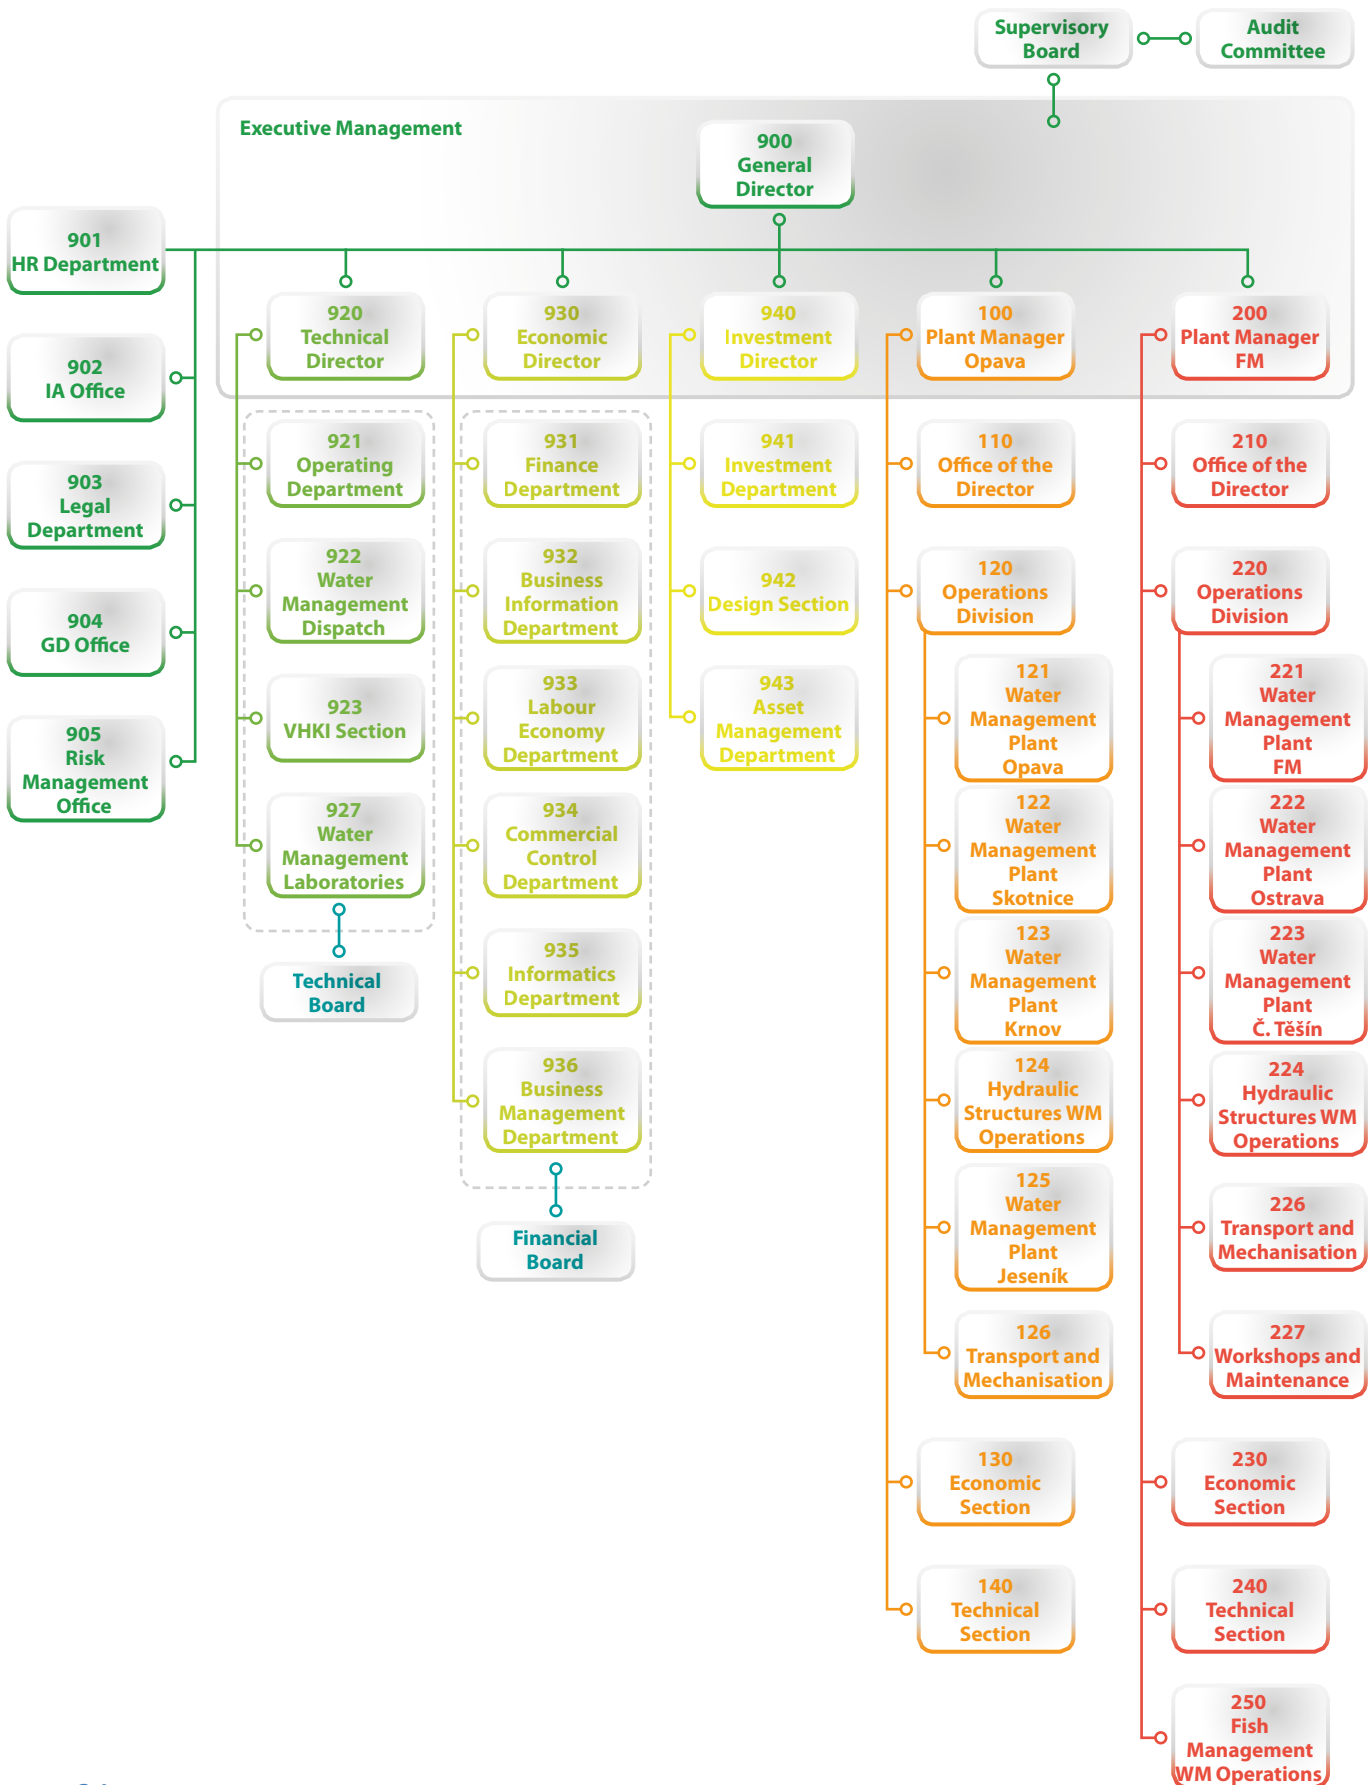 Supervisory
Board
Audit
Committee
Executive Management
900
General
Director
901
HR Department
902
IA Office
903
Legal
Department
904
GD Office
905
Risk
Management
Office
920
Technical
Director
921
Operating
Department
922
Water
Management
Dispatch
923
VHKI Section
927
Water
Management
Laboratories
Technical
Board
930
Economic
Director
931
Finance
Department
932
Business
Information
Department
933
Labour
Economy
Department
934
Commercial
Control
Department
935
Informatics
Department
936
Business
Management
Department
Financial
Board
940
Investment
Director
941
Investment
Department
942
Design Section
943
Asset
Management
Department
100
Plant Manager
Opava
110
Office of the
Director
120
Operations
Division
121
Water
Management
Plant
Opava
122
Water
Management
Plant
Skotnice
123
Water
Management
Plant
Krnov
124
Hydraulic
Structures WM
Operations
125
Water
Management
Plant
Jeseník
126
Transport and
Mechanisation
130
Economic
Section
140
Technical
Section
200
Plant Manager
FM
210
Office of the
Director
220
Operations
Division
221
Water
Management
Plant
FM
222
Water
Management
Plant
Ostrava
223
Water
Management
Plant
Č. Těšín
224
Hydraulic
Structures WM
Operations
226
Transport and
Mechanisation
227
Workshops and
Maintenance
230
Economic
Section
240
Technical
Section
250
Fish
Management
WM Operations